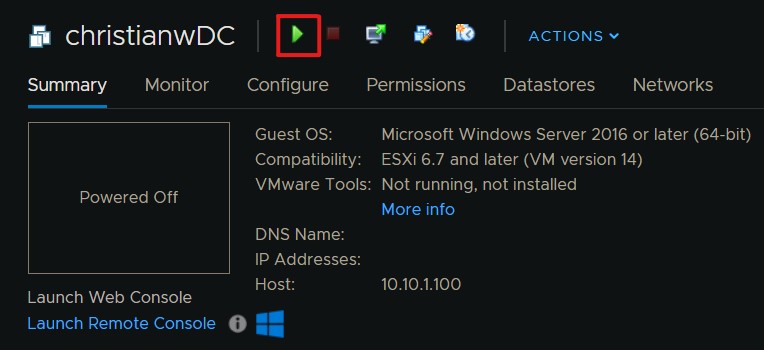 christianwDC ACTIONS
Summary Monitor Configure Permissions Datastores Networks
Powered Off
Guest OS: Microsoft Windows Server 2016 or later (64-bit)
Compatibility: ESXi 6.7 and later (VM version 14)
VMware Tools: Not running, not installed
More info
DNS Name:
IP Addresses:
Host: 10.10.1.100
Launch Web Console
Launch Remote Console